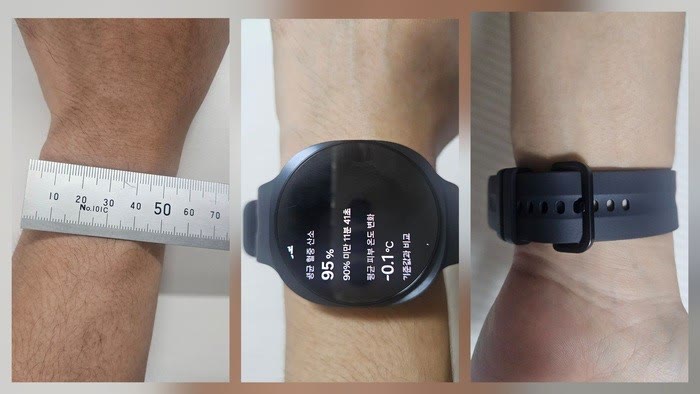 10 20 30 40 50 60 70
No.101C
평균 혈중 산소
95 %
90% 미만 11분 41초
평균 피부 온도 변화
-0.1°C
기준값과 비교